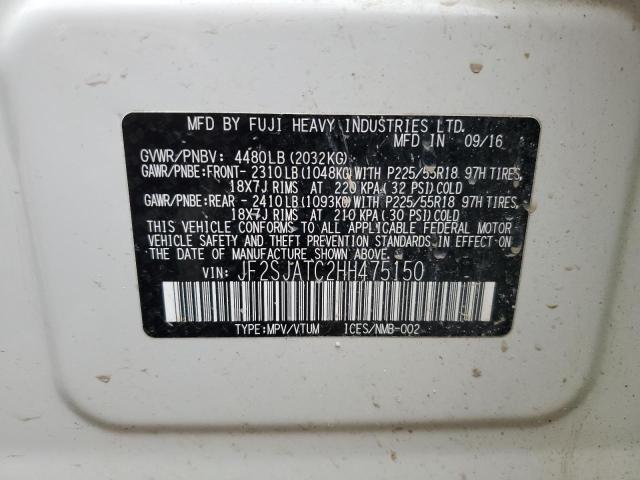 MFD BY FUJI HEAVY INDUSTRIES LTD.
MFD IN 09/16
GVWR/PNBV: 4480LB(2032KG)
GAWR/PNBE:FRONT- 2310LB(1048KG)WITH P225/55R18 97H TIRES,
18X7J RIMS AT 220 KPA(32 PSI)COLD
GAWR/PNBE:REAR - 2410LB(1093KG)WITH P225/55R18 97H TIRES,
18X7J RIMS AT 210 KPA(30 PSI)COLD
THIS VEHICLE CONFORMS TO ALL APPLICABLE FEDERAL MOTOR
VEHICLE SAFETY AND THEFT PREVENTION STANDARDS IN EFFECT ON
THE DATE OF MANUFACTURE SHOWN ABOVE.
VIN: JF2SJATC2HH475150
TYPE:MPV/VTUM ICES/NMB-002